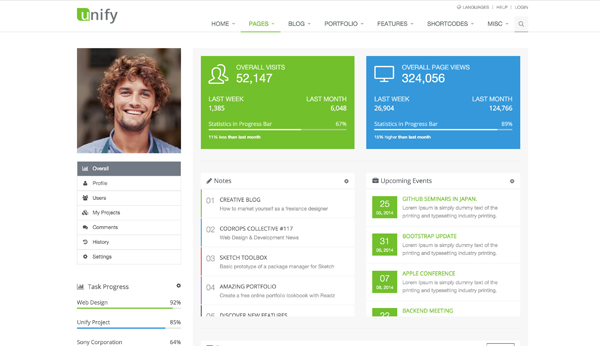 unify
LANGUAGES | HELP | LOGIN
HOME PAGES BLOG PORTFOLIO FEATURES SHORTCODES MISC
Overall
Profile
Users
My Projects
Comments
History
Settings
Task Progress
Web Design 92%
Unify Project 85%
Sony Corporation 64%
OVERALL VISITS
52,147
LAST WEEK LAST MONTH
1,385 6,048
Statistics in Progress Bar 67%
11% less than last month
OVERALL PAGE VIEWS
324,056
LAST WEEK LAST MONTH
26,904 124,766
Statistics in Progress Bar 89%
15% higher than last month
Notes
01 CREATIVE BLOG
How to market yourself as a freelance designer
02 CODROPS COLLECTIVE #117
Web Design & Development News
03 SKETCH TOOLBOX
Basic prototype of a package manager for Sketch
04 AMAZING PORTFOLIO
Create a free online portfolio lookbook with Readz
05 DISCOVER NEW FEATURES
Upcoming Events
25
05, 2014
GITHUB SEMINARS IN JAPAN.
Lorem Ipsum is simply dummy text of the
printing and typesetting industry printing.
31
06, 2014
BOOTSTRAP UPDATE
Lorem Ipsum is simply dummy text of the
printing and typesetting industry printing.
07
08, 2014
APPLE CONFERENCE
Lorem Ipsum is simply dummy text of the
printing and typesetting industry printing.
22
BACKEND MEETING